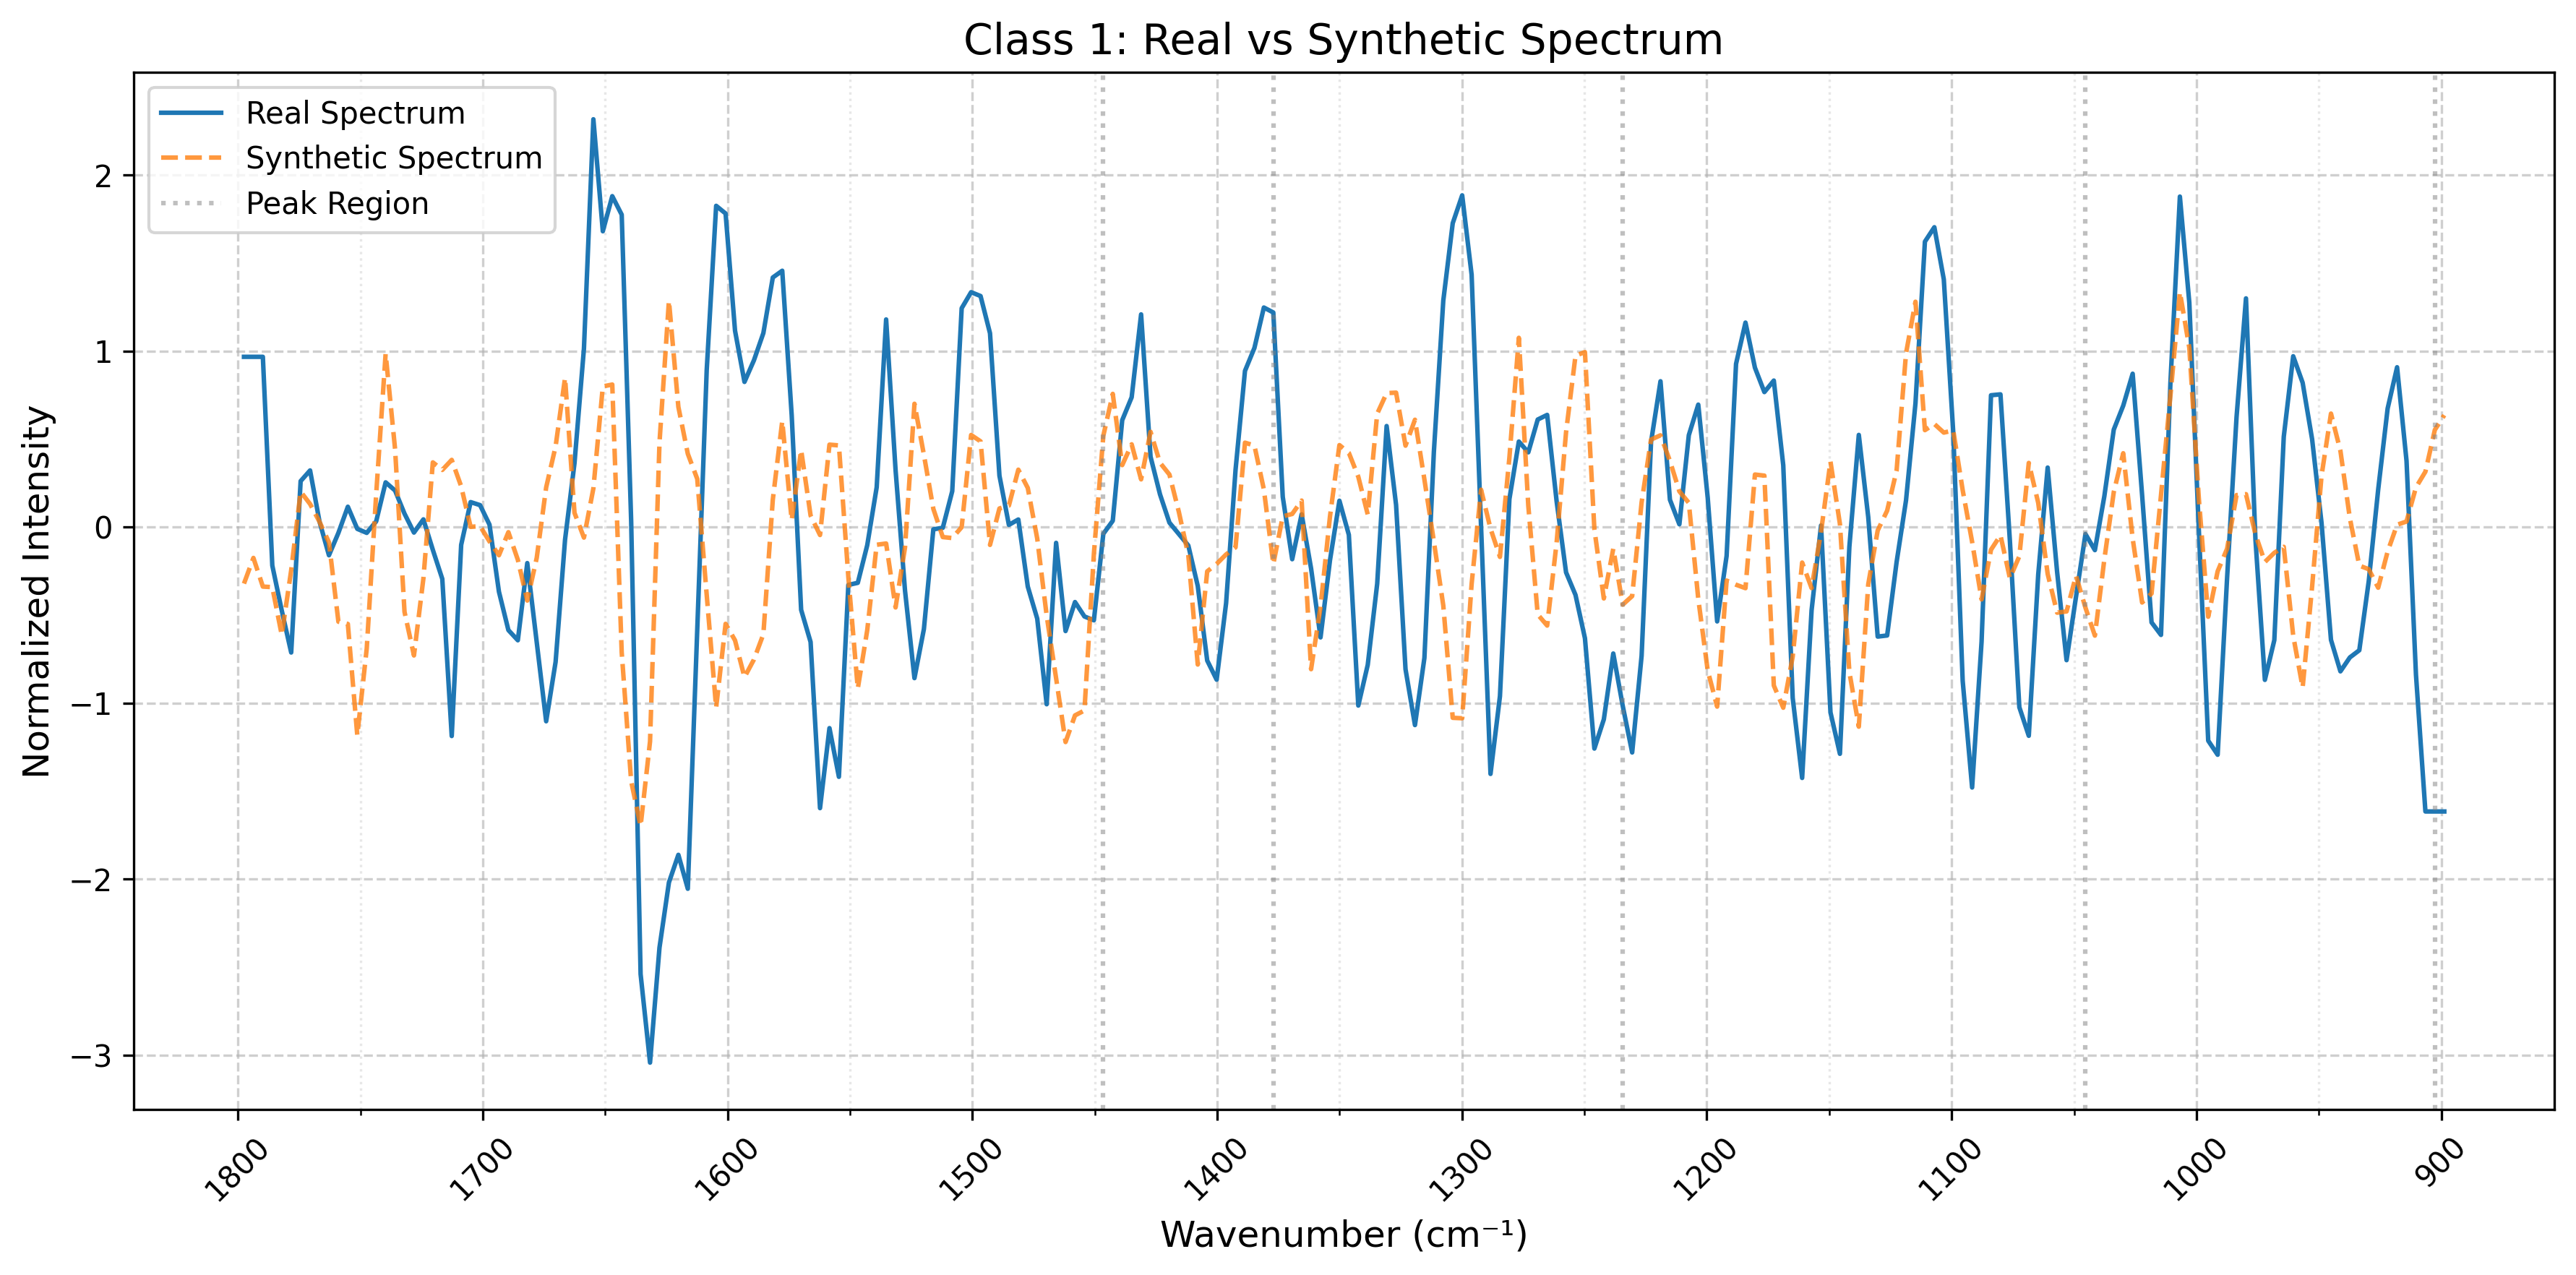 Class 1: Real vs Synthetic Spectrum
Real Spectrum
Synthetic Spectrum
Peak Region
Normalized Intensity
2
1
0
−1
−2
−3
1800 1700 1600 1500 1400 1300 1200 1100 1000 900
Wavenumber (cm⁻¹)